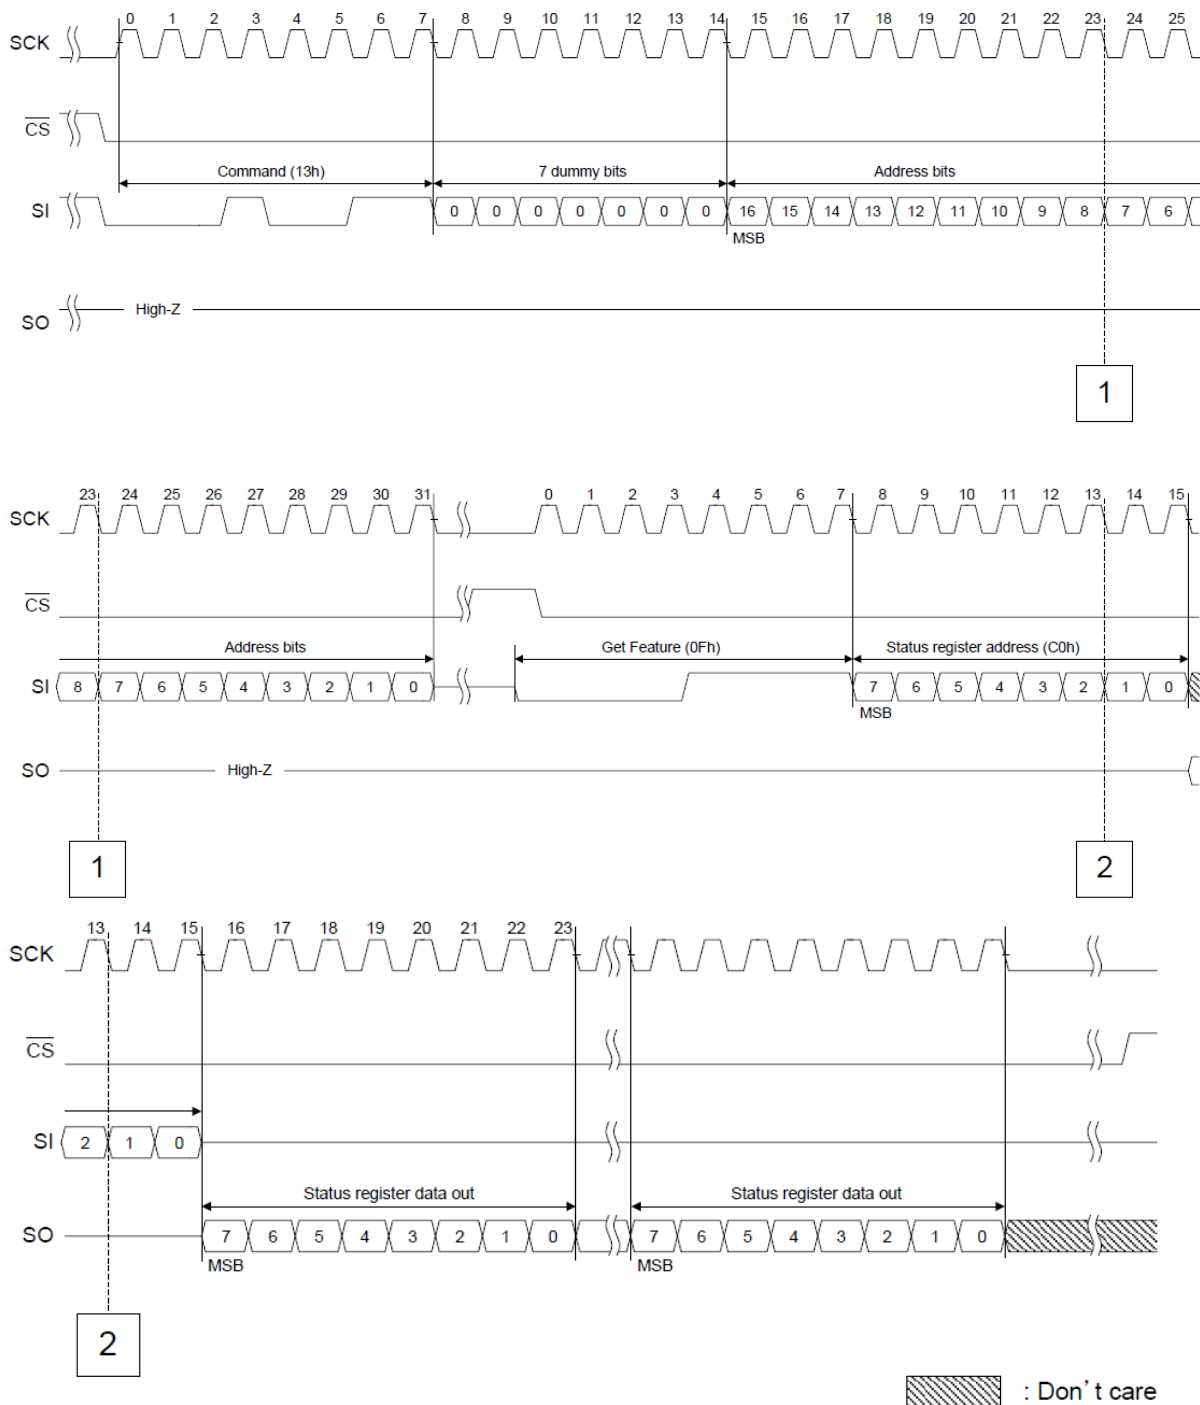 0 1 2 3 4 5 6 7 8 9 10 11 12 13 14 15 16 17 18 19 20 21 22 23 24 25
SCK
CS
Command (13h) 7 dummy bits Address bits
SI 0 0 0 0 0 0 0 16 15 14 13 12 11 10 9 8 7 6
MSB
SO High-Z
1
23 24 25 26 27 28 29 30 31 0 1 2 3 4 5 6 7 8 9 10 11 12 13 14 15
SCK
CS
Address bits Get Feature (0Fh) Status register address (C0h)
SI 8 7 6 5 4 3 2 1 0 7 6 5 4 3 2 1 0
MSB
SO High-Z
1 2
13 14 15 16 17 18 19 20 21 22 23
SCK
CS
SI 2 1 0
Status register data out Status register data out
SO 7 6 5 4 3 2 1 0 7 6 5 4 3 2 1 0
MSB MSB
2
: Don't care